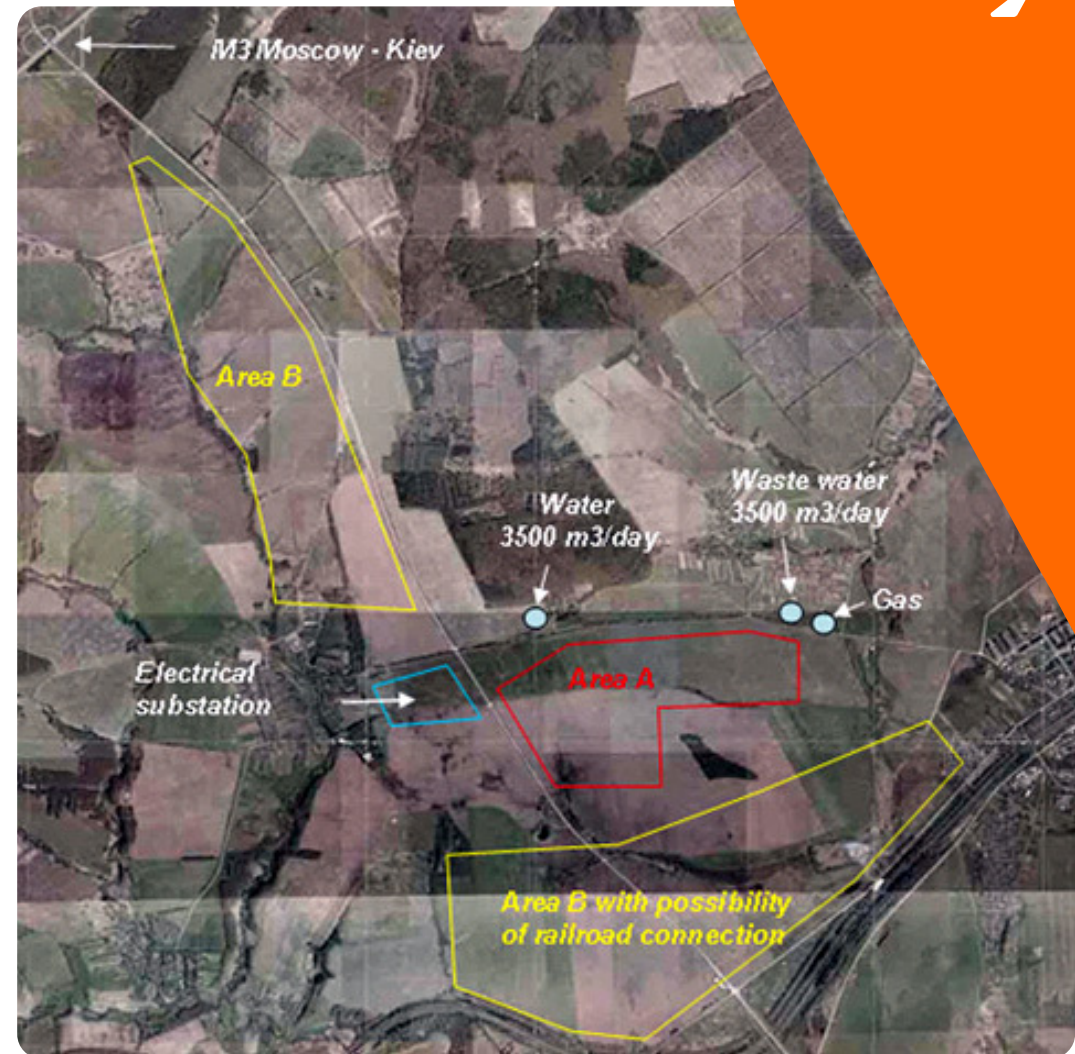 M3 Moscow - Kiev
Area B
Water
3500 m3/day
Waste water
3500 m3/day
Gas
Electrical
substation
Area A
Area B with possibility
of railroad connection